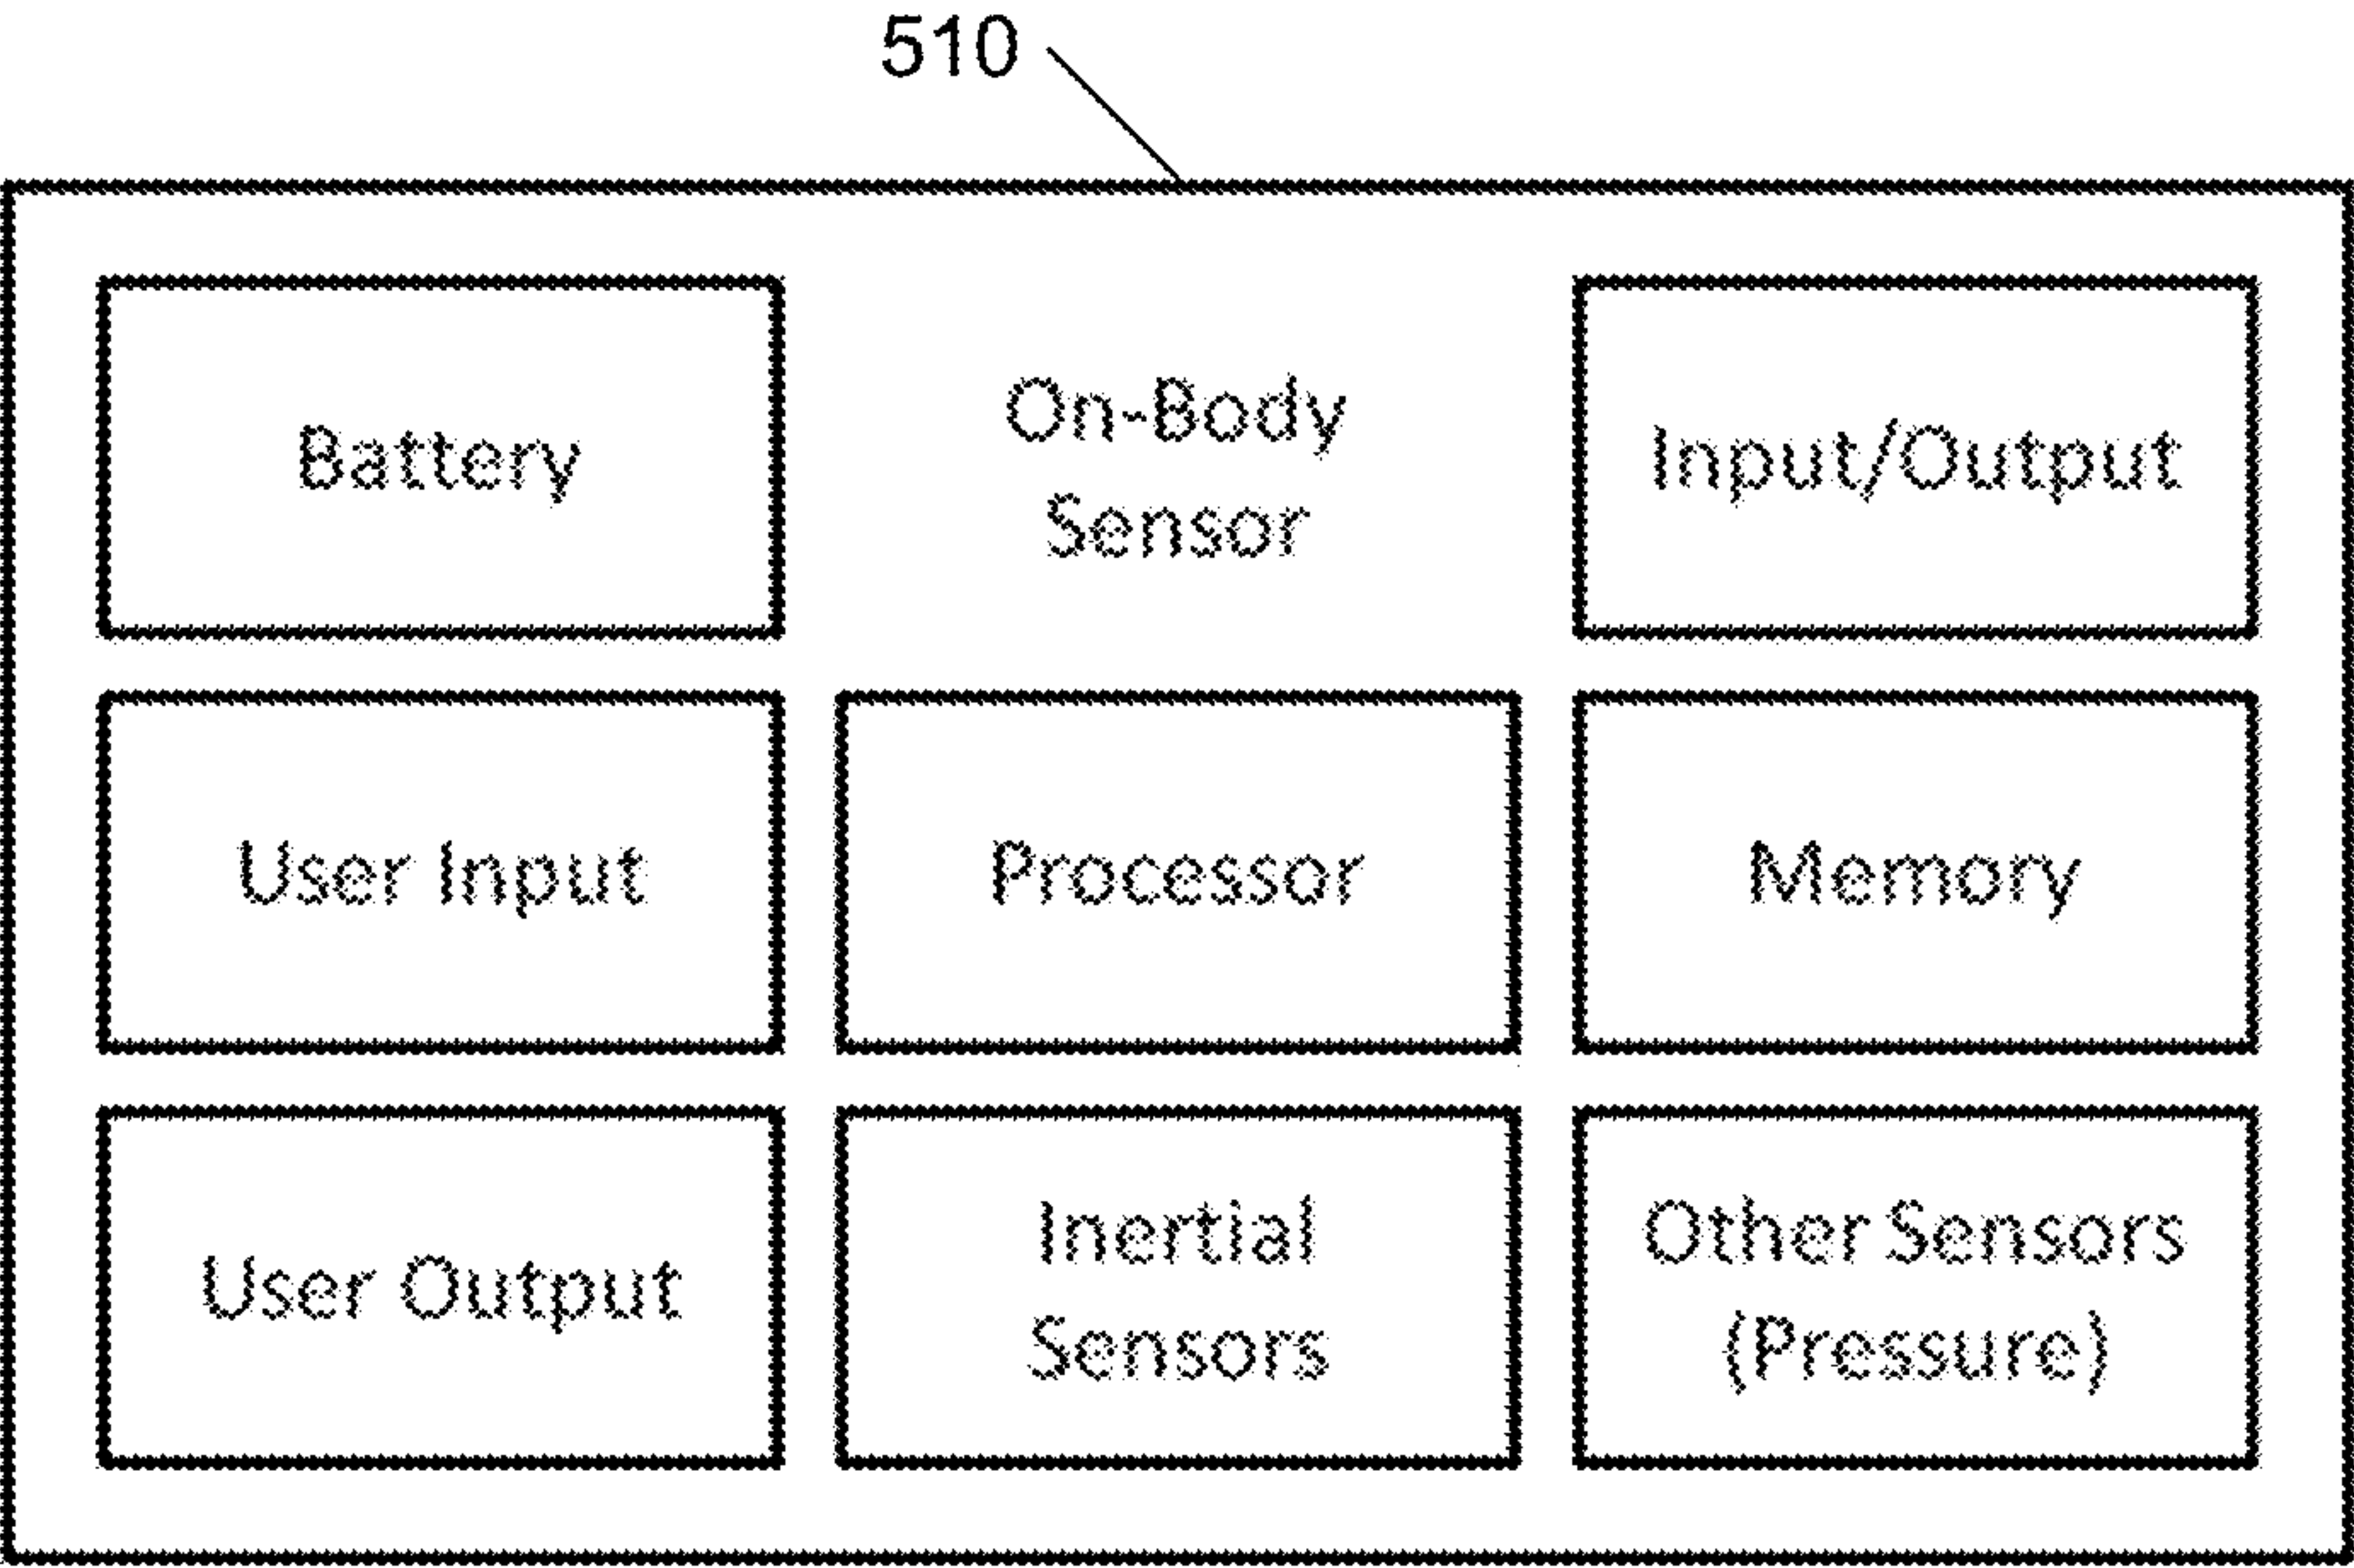 510
Battery
On-Body
Sensor
Input/Output
User Input
Processor
Memory
User Output
Inertial
Sensors
Other Sensors
(Pressure)